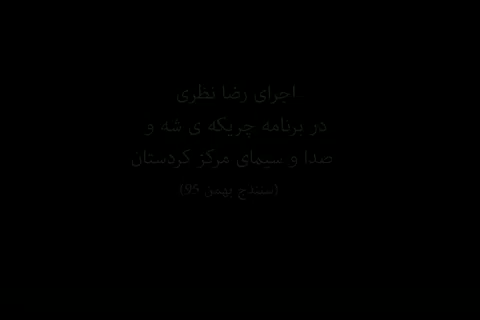 اجرای رضا نظری
در برنامه چریکه ی شه و
صدا و سیمای مرکز کردستان
(سنندج بهمن 95)